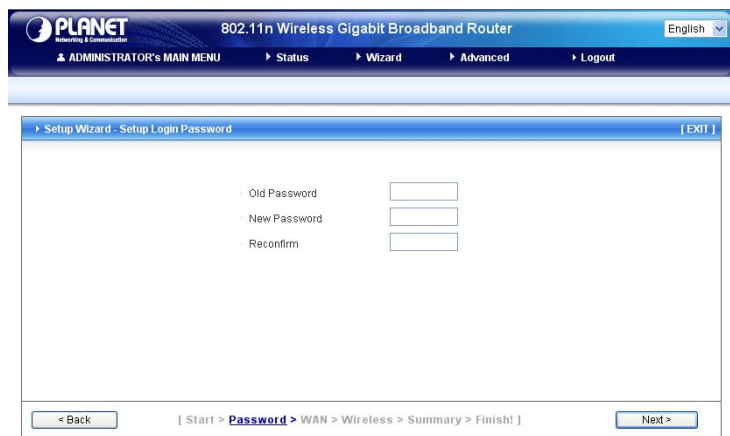 PLANET
Networking & Communication
802.11n Wireless Gigabit Broadband Router
English
ADMINISTRATOR's MAIN MENU
Status
Wizard
Advanced
Logout
Setup Wizard - Setup Login Password
[ EXIT ]
Old Password
New Password
Reconfirm
< Back
[ Start > Password > WAN > Wireless > Summary > Finish! ]
Next >